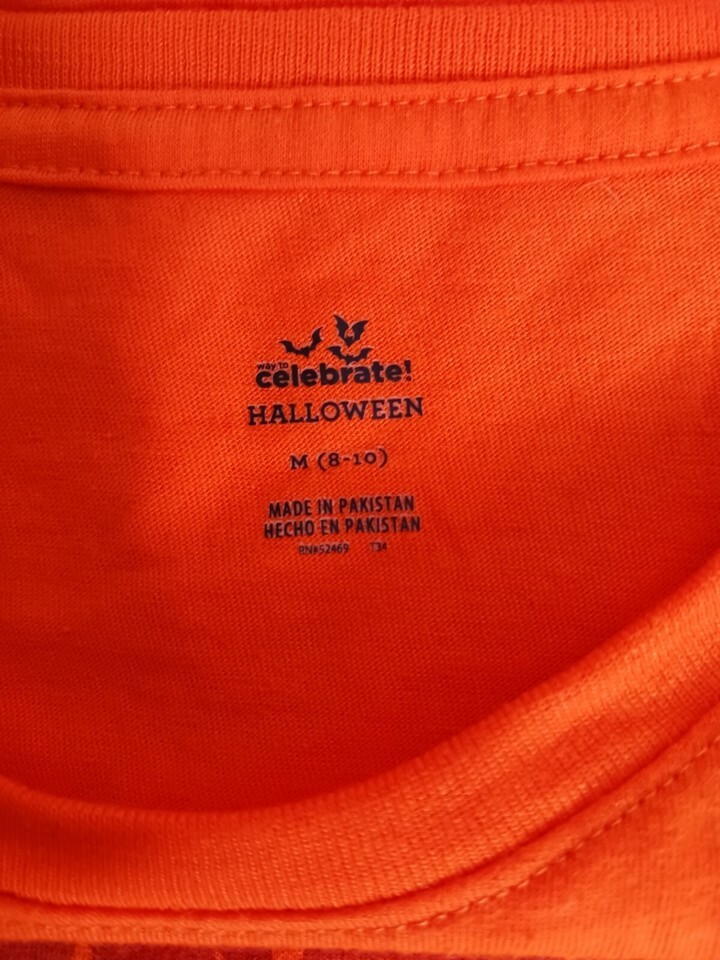 way to
celebrate!
HALLOWEEN
M (8-10)
MADE IN PAKISTAN
HECHO EN PAKISTAN
RN#52469 T34